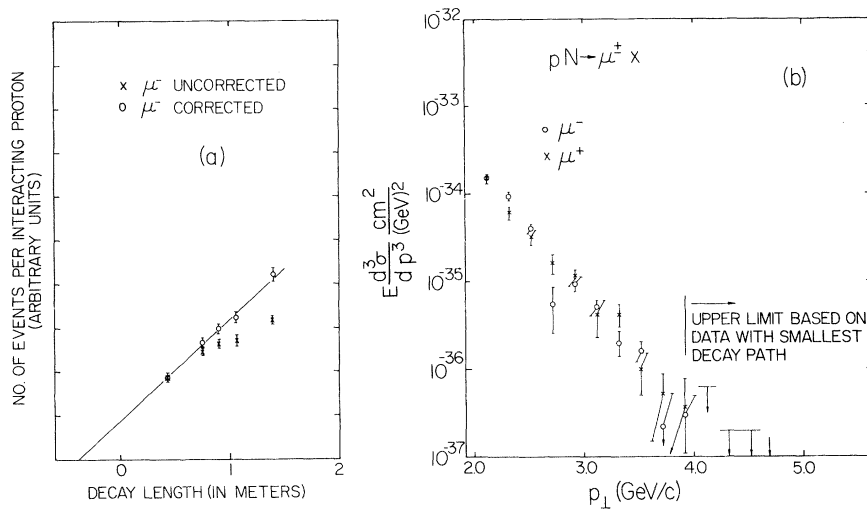 NO. OF EVENTS PER INTERACTING PROTON
(ARBITRARY UNITS)
x μ⁻ UNCORRECTED
o μ⁻ CORRECTED
(a)
0
1
2
DECAY LENGTH (IN METERS)
E d³σ/dp³ cm²/(GeV)²
10⁻³²
10⁻³³
10⁻³⁴
10⁻³⁵
10⁻³⁶
10⁻³⁷
pN→μ± x
(b)
o μ⁻
x μ⁺
UPPER LIMIT BASED ON
DATA WITH SMALLEST
DECAY PATH
2.0
3.0
4.0
5.0
p⊥(GeV/c)